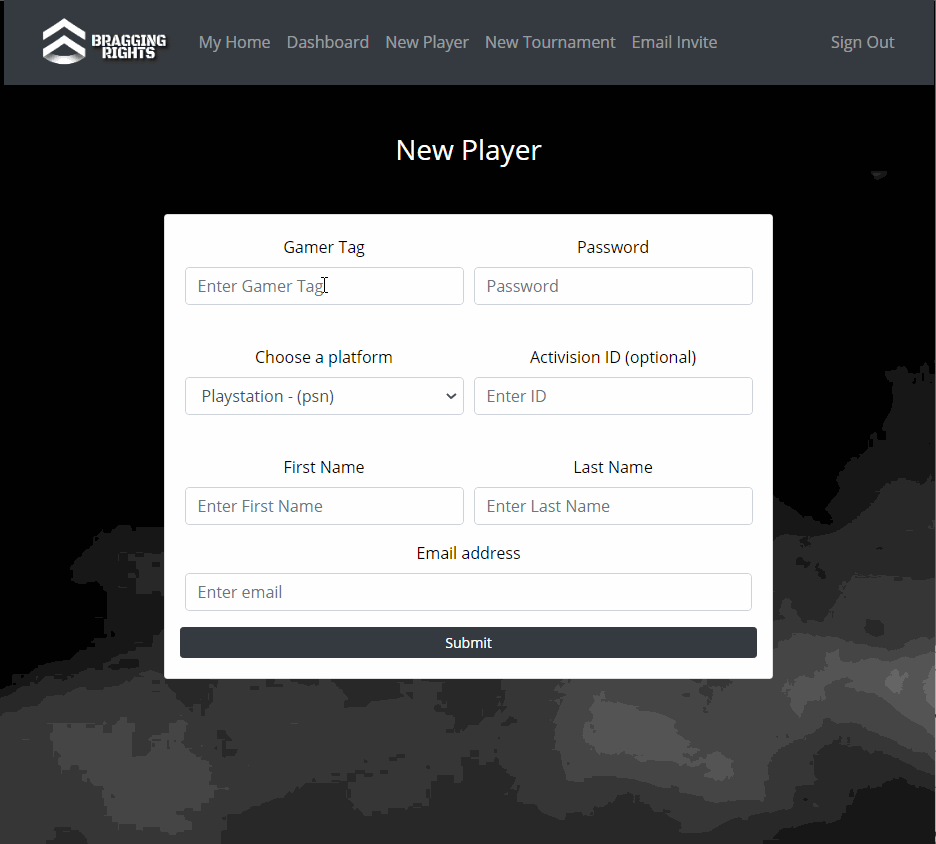 BRAGGING
RIGHTS
My Home Dashboard New Player New Tournament Email Invite Sign Out
New Player
Gamer Tag Password
Enter Gamer Tag Password
Choose a platform Activision ID (optional)
Playstation - (psn) Enter ID
First Name Last Name
Enter First Name Enter Last Name
Email address
Enter email
Submit